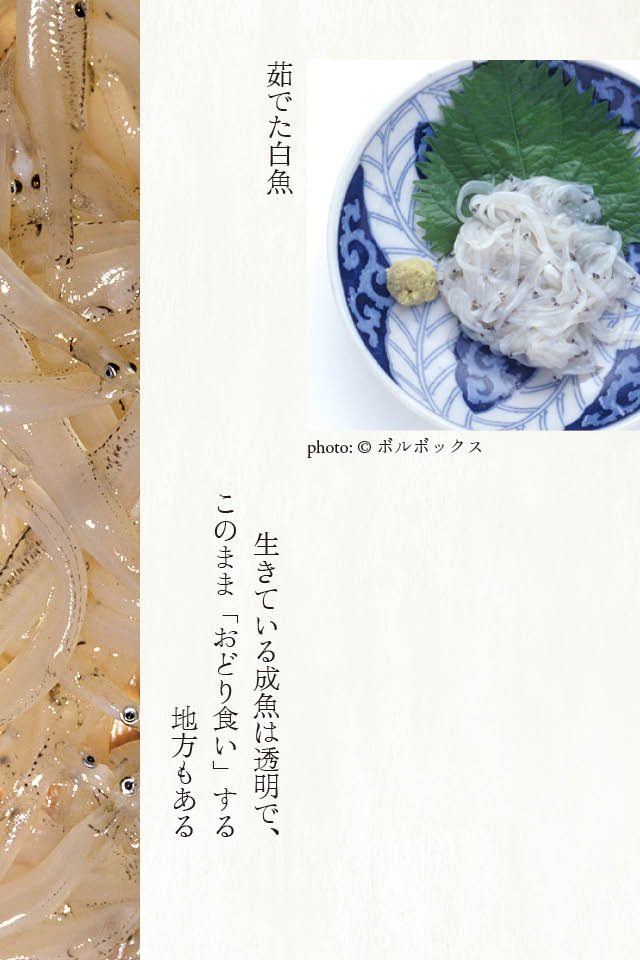 茹でた白魚
photo: © ボルボックス
生きている成魚は透明で、
このまま「おどり食い」する
地方もある